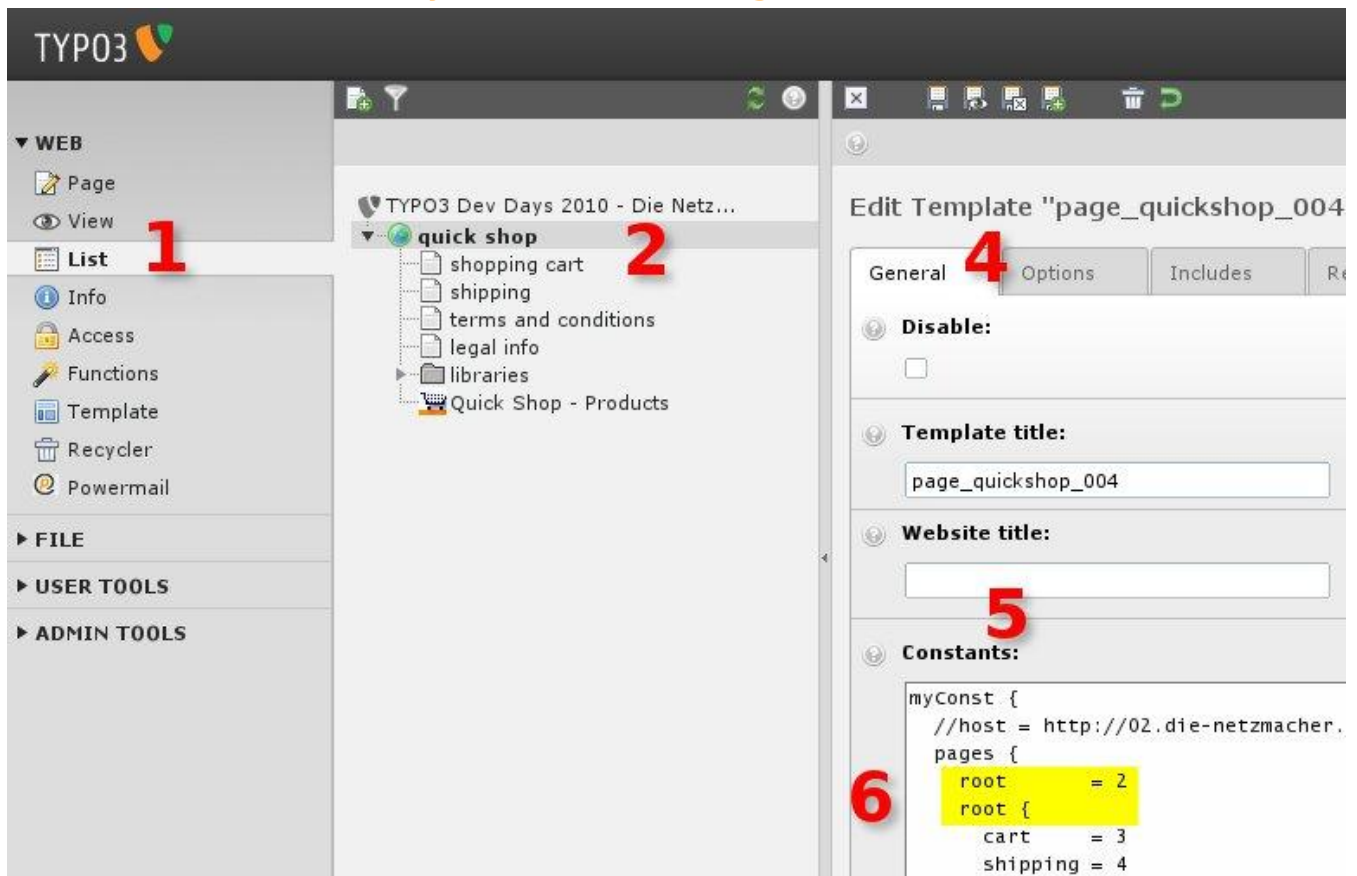 TYPO3
WEB
Page
View
List
1
Info
Access
Functions
Template
Recycler
Powermail
FILE
USER TOOLS
ADMIN TOOLS
TYPO3 Dev Days 2010 - Die Netz...
quick shop
2
shopping cart
shipping
terms and conditions
legal info
libraries
Quick Shop - Products
Edit Template "page_quickshop_004
General
4
Options
Includes
Re
Disable:
Template title:
page_quickshop_004
Website title:
5
Constants:
myConst {
//host = http://02.die-netzmacher.
pages {
6
root = 2
root {
cart = 3
shipping = 4